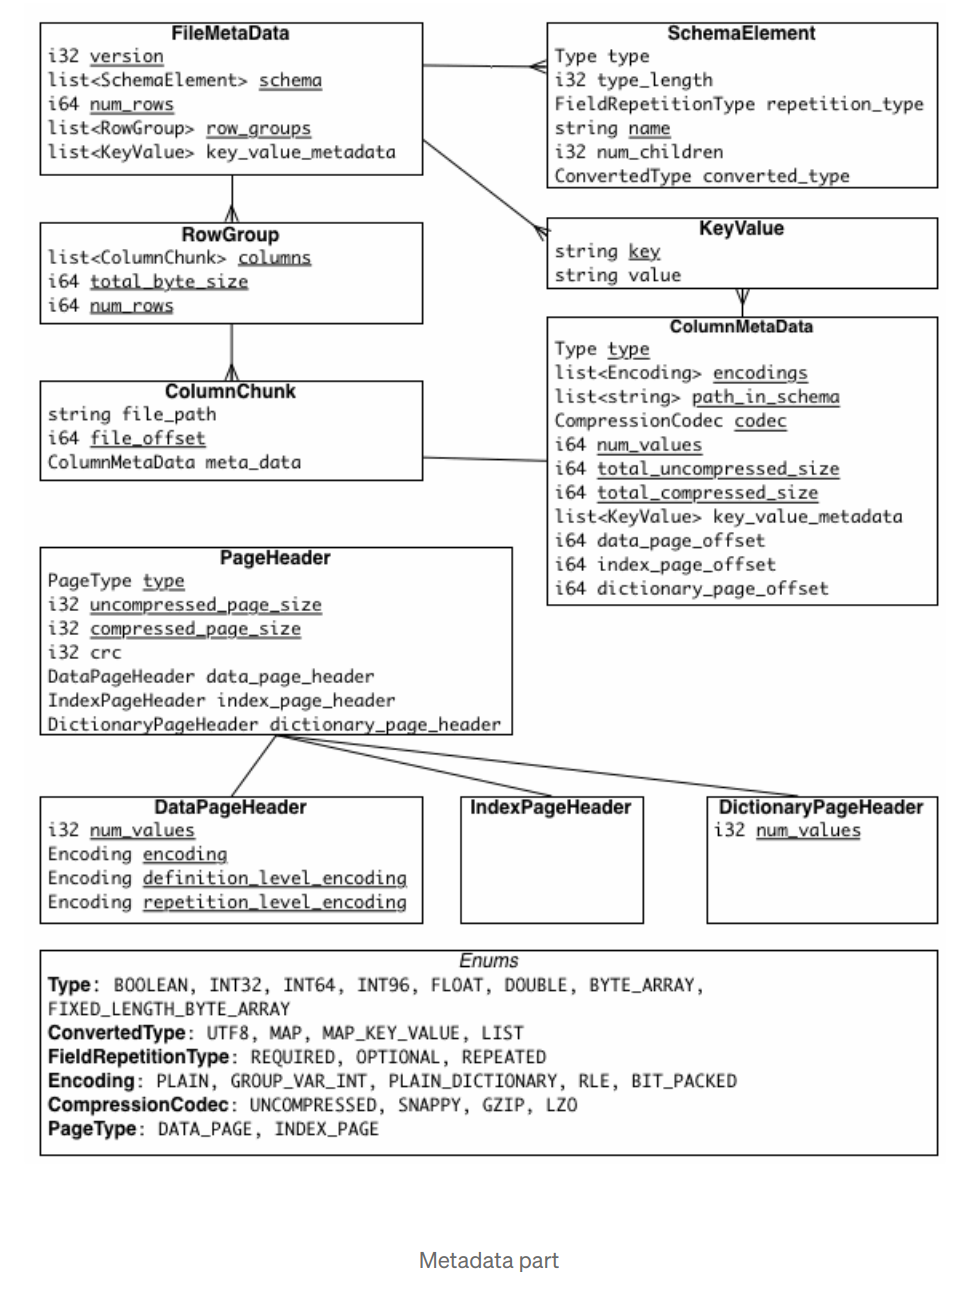 FileMetaData
i32 version
list<SchemaElement> schema
i64 num_rows
list<RowGroup> row_groups
list<KeyValue> key_value_metadata
SchemaElement
Type type
i32 type_length
FieldRepetitionType repetition_type
string name
i32 num_children
ConvertedType converted_type
RowGroup
list<ColumnChunk> columns
i64 total_byte_size
i64 num_rows
KeyValue
string key
string value
ColumnChunk
string file_path
i64 file_offset
ColumnMetaData meta_data
ColumnMetaData
Type type
list<Encoding> encodings
list<string> path_in_schema
CompressionCodec codec
i64 num_values
i64 total_uncompressed_size
i64 total_compressed_size
list<KeyValue> key_value_metadata
i64 data_page_offset
i64 index_page_offset
i64 dictionary_page_offset
PageHeader
PageType type
i32 uncompressed_page_size
i32 compressed_page_size
i32 crc
DataPageHeader data_page_header
IndexPageHeader index_page_header
DictionaryPageHeader dictionary_page_header
DataPageHeader
i32 num_values
Encoding encoding
Encoding definition_level_encoding
Encoding repetition_level_encoding
IndexPageHeader
DictionaryPageHeader
i32 num_values
Enums
Type: BOOLEAN, INT32, INT64, INT96, FLOAT, DOUBLE, BYTE_ARRAY,
FIXED_LENGTH_BYTE_ARRAY
ConvertedType: UTF8, MAP, MAP_KEY_VALUE, LIST
FieldRepetitionType: REQUIRED, OPTIONAL, REPEATED
Encoding: PLAIN, GROUP_VAR_INT, PLAIN_DICTIONARY, RLE, BIT_PACKED
CompressionCodec: UNCOMPRESSED, SNAPPY, GZIP, LZO
PageType: DATA_PAGE, INDEX_PAGE
Metadata part